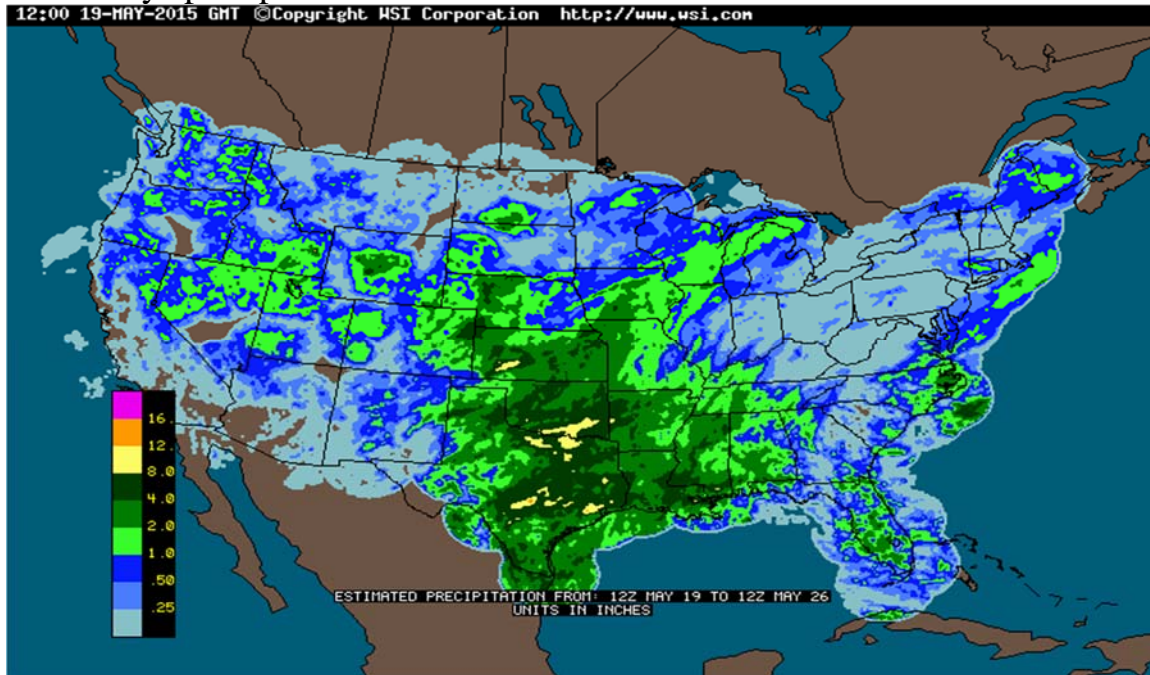 12:00 19-MAY-2015 GMT ©Copyright WSI Corporation http://www.wsi.com
16.
12.
8.0
4.0
2.0
1.0
.50
.25
ESTIMATED PRECIPITATION FROM: 12Z MAY 19 TO 12Z MAY 26
UNITS IN INCHES